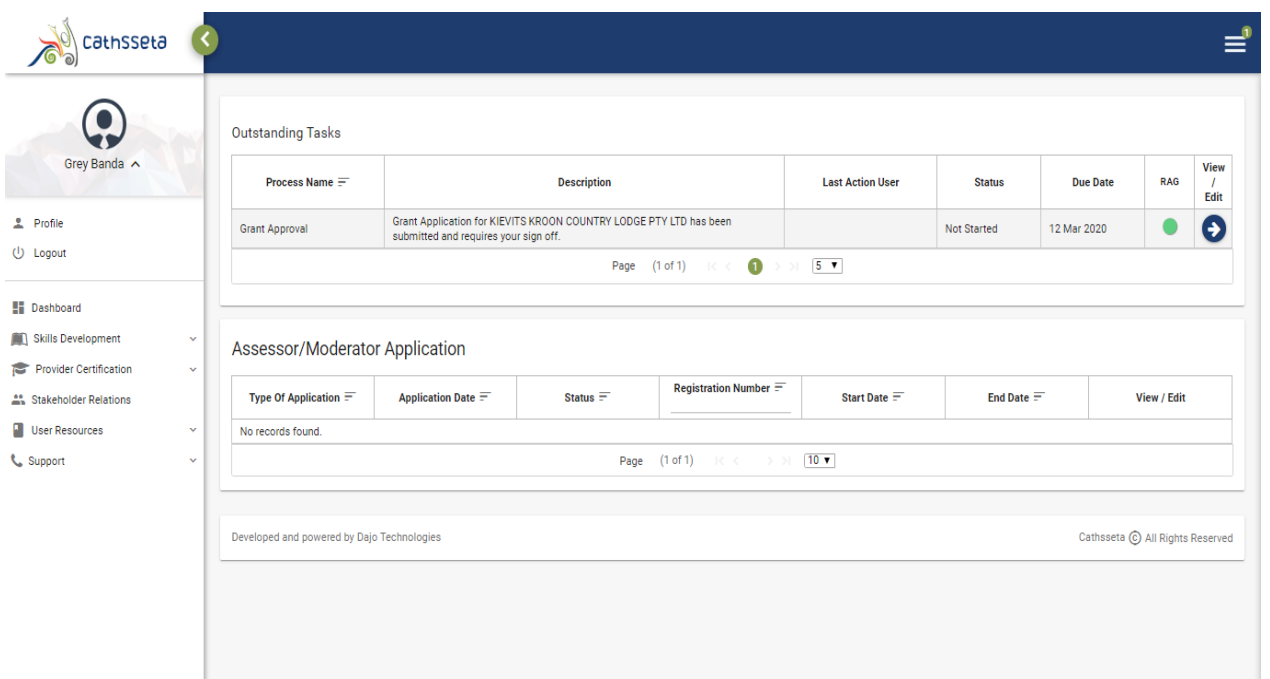 cathsseta
1
Grey Banda
Profile
Logout
Dashboard
Skills Development
Provider Certification
Stakeholder Relations
User Resources
Support
Outstanding Tasks
Process Name Description Last Action User Status Due Date RAG View / Edit
Grant Approval Grant Application for KIEVITS KROON COUNTRY LODGE PTY LTD has been Not Started 12 Mar 2020
submitted and requires your sign off.
Page (1 of 1) 1 5
Assessor/Moderator Application
Type Of Application Application Date Status Registration Number Start Date End Date View / Edit
No records found.
Page (1 of 1) 10
Developed and powered by Dajo Technologies Cathsseta © All Rights Reserved